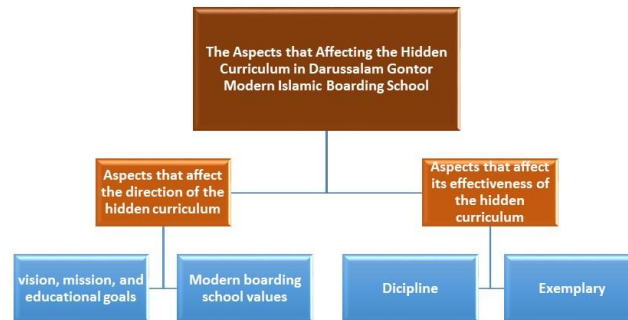 The Aspects that Affecting the Hidden
Curriculum in Darussalam Gontor
Modern Islamic Boarding School
Aspects that affect
the direction of the
hidden curriculum
Aspects that affect
its effectiveness of
the hidden
curriculum
vision, mission, and
educational goals
Modern boarding
school values
Dicipline
Exemplary